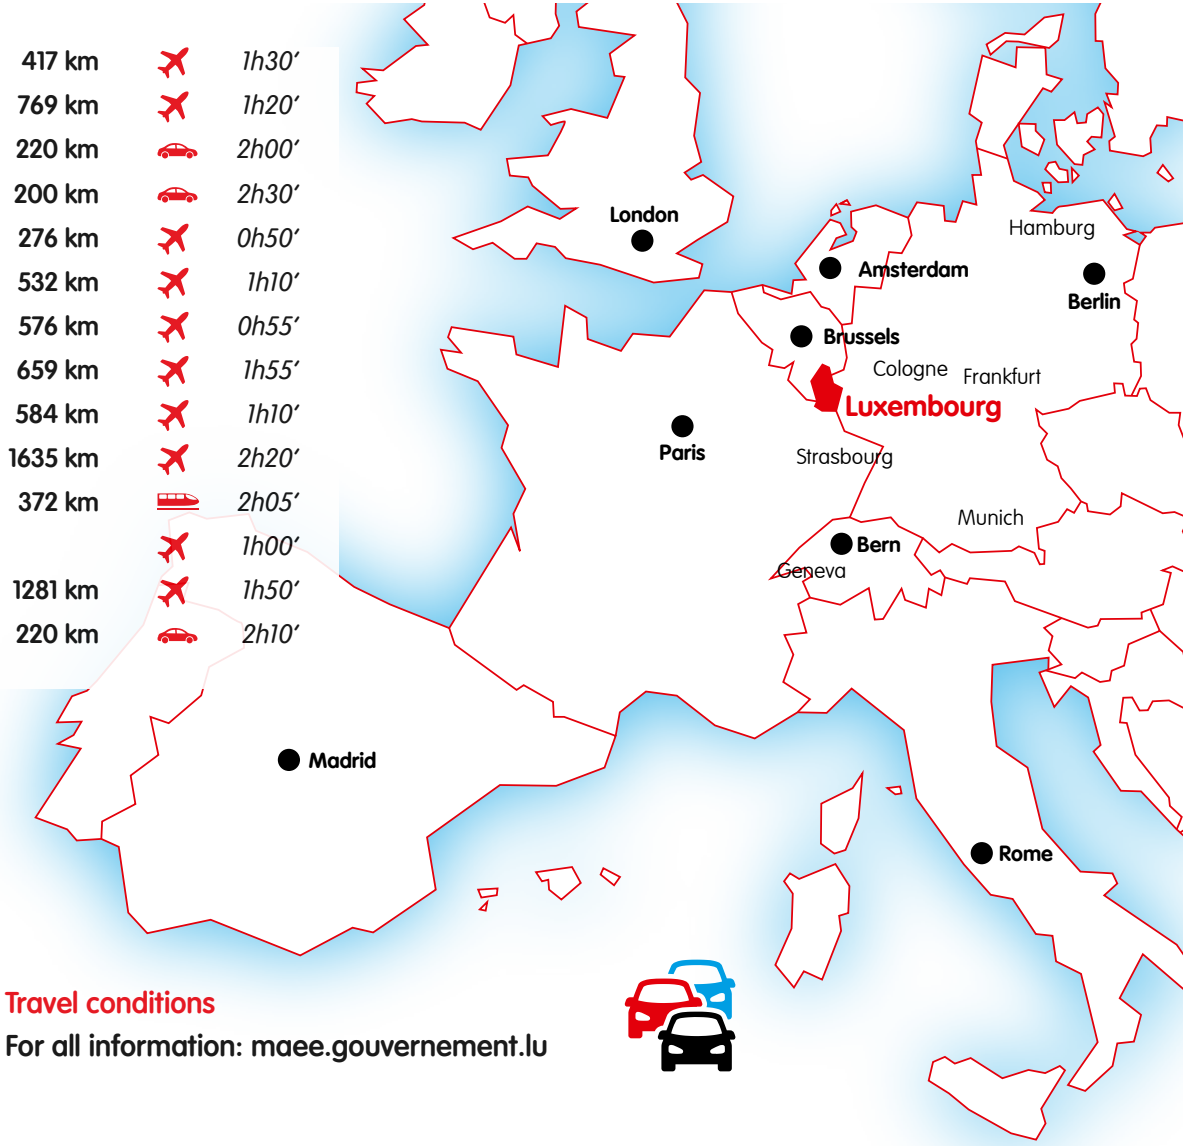 417 km 1h30’
769 km 1h20’
220 km 2h00’
200 km 2h30’
276 km 0h50’
532 km 1h10’
576 km 0h55’
659 km 1h55’
584 km 1h10’
1635 km 2h20’
372 km 2h05’
1h00’
1281 km 1h50’
220 km 2h10’
London
Hamburg
Amsterdam
Berlin
Brussels
Cologne
Frankfurt
Luxembourg
Paris
Strasbourg
Munich
Bern
Geneva
Madrid
Rome
Travel conditions
For all information: maee.gouvernement.lu